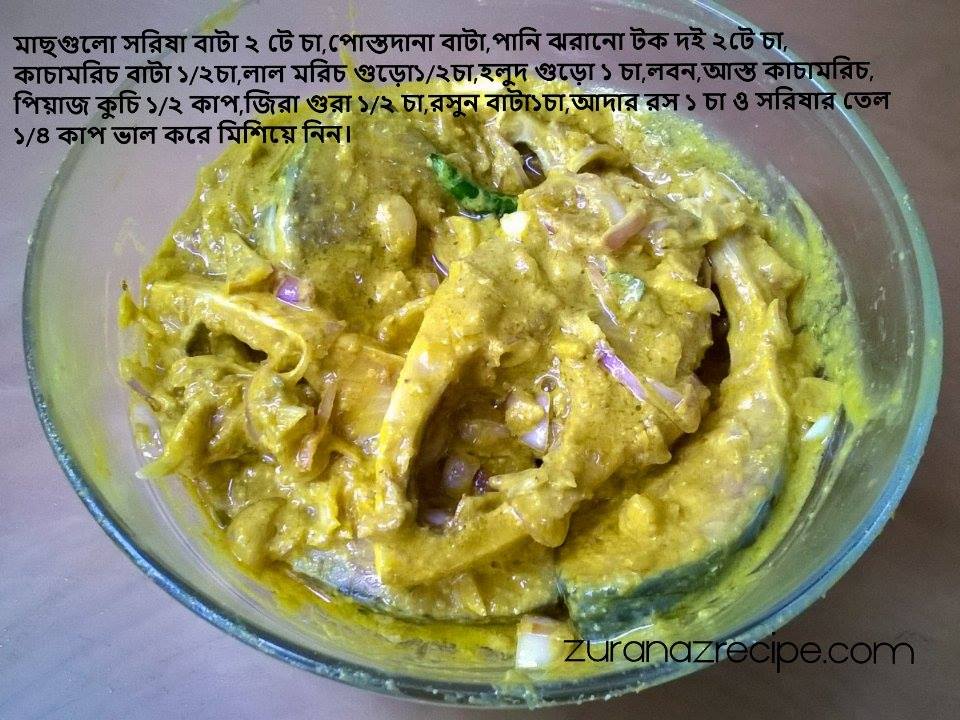 মাছগুলো সরিষা বাটা ২ টে চা,পোস্তদানা বাটা,পানি ঝরানো টক দই ২টে চা,
কাচামরিচ বাটা ১/২চা,লাল মরিচ গুড়ো১/২চা,হলুদ গুড়ো ১ চা,লবন,আস্ত কাচামরিচ,
পিয়াজ কুচি ১/২ কাপ,জিরা গুরা ১/২ চা,রসুন বাটা১চা,আদার রস ১ চা ও সরিষার তেল
১/৪ কাপ ভাল করে মিশিয়ে নিন।
zuranazrecipe.com